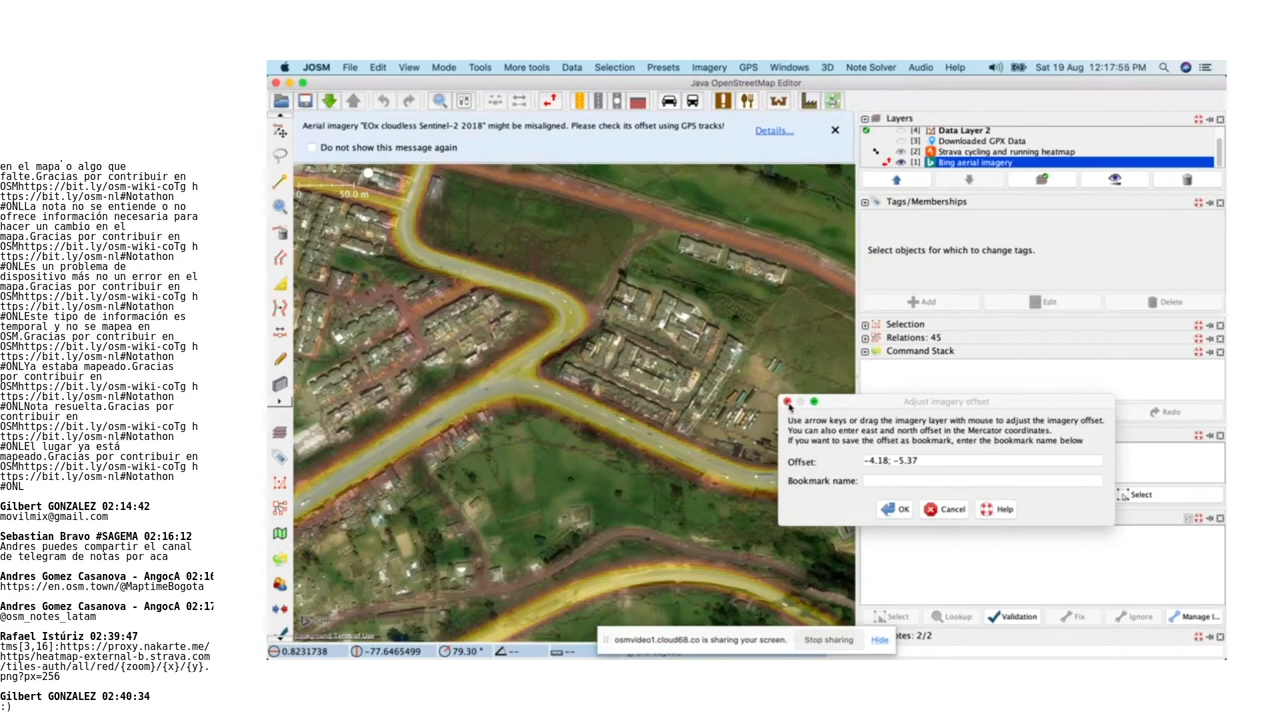 en el mapa o algo que
falte.Gracias por contribuir en
OSMhttps://bit.ly/osm-wiki-coTg h
ttps://bit.ly/osm-nl#Notathon
#ONLLa nota no se entiende o no
ofrece información necesaria para
hacer un cambio en el
mapa.Gracias por contribuir en
OSMhttps://bit.ly/osm-wiki-coTg h
ttps://bit.ly/osm-nl#Notathon
#ONLEs un problema de
dispositivo más no un error en el
mapa.Gracias por contribuir en
OSMhttps://bit.ly/osm-wiki-coTg h
ttps://bit.ly/osm-nl#Notathon
#ONLEste tipo de información es
temporal y no se mapea en
OSM.Gracias por contribuir en
OSMhttps://bit.ly/osm-wiki-coTg h
ttps://bit.ly/osm-nl#Notathon
#ONLYa estaba mapeado.Gracias
por contribuir en
OSMhttps://bit.ly/osm-wiki-coTg h
ttps://bit.ly/osm-nl#Notathon
#ONLNota resuelta.Gracias por
contribuir en
OSMhttps://bit.ly/osm-wiki-coTg h
ttps://bit.ly/osm-nl#Notathon
#ONLEl lugar ya está
mapeado.Gracias por contribuir en
OSMhttps://bit.ly/osm-wiki-coTg h
ttps://bit.ly/osm-nl#Notathon
#ONL
Gilbert GONZALEZ 02:14:42
movilmix@gmail.com
Sebastian Bravo #SAGEMA 02:16:12
Andres puedes compartir el canal
de telegram de notas por aca
Andres Gomez Casanova - AngocA 02:16
https://en.osm.town/@MaptimeBogota
Andres Gomez Casanova - AngocA 02:17
@osm_notes_latam
Rafael Istúriz 02:39:47
tms[3,16]:https://proxy.nakarte.me/
https/heatmap-external-b.strava.com
/tiles-auth/all/red/{zoom}/{x}/{y}.
png?px=256
Gilbert GONZALEZ 02:40:34
:)
JOSM File Edit View Tools More tools Data Selection Presets Imagery GPS Windows 3D Note Solver Audio Help Sat 19 Aug 12:17:55 PM
Java OpenStreetMap Editor
Aerial imagery "EOx cloudless Sentinel-2 2018" might be misaligned. Please check its offset using GPS tracks! Details...
Do not show this message again
0 50.0 m
Background Terms of Use
Layers
[4] Data Layer 2
[3] Downloaded GPX Data
[2] Strava cycling and running heatmap
[1] Bing aerial imagery
Tags/Memberships
Select objects for which to change tags.
Add Edit Delete
Selection
Relations: 45
Command Stack
Redo
Adjust imagery offset
Use arrow keys or drag the imagery layer with mouse to adjust the imagery offset.
You can also enter east and north offset in the Mercator coordinates.
If you want to save the offset as bookmark, enter the bookmark name below
Offset: -4.18; -5.37
Bookmark name:
OK Cancel Help
Select
Select Lookup Validation Fix Ignore Manage I...
otes: 2/2
osmvideo1.cloud68.co is sharing your screen. Stop sharing Hide
0.8231738 -77.6465499 79.30 ° -- --